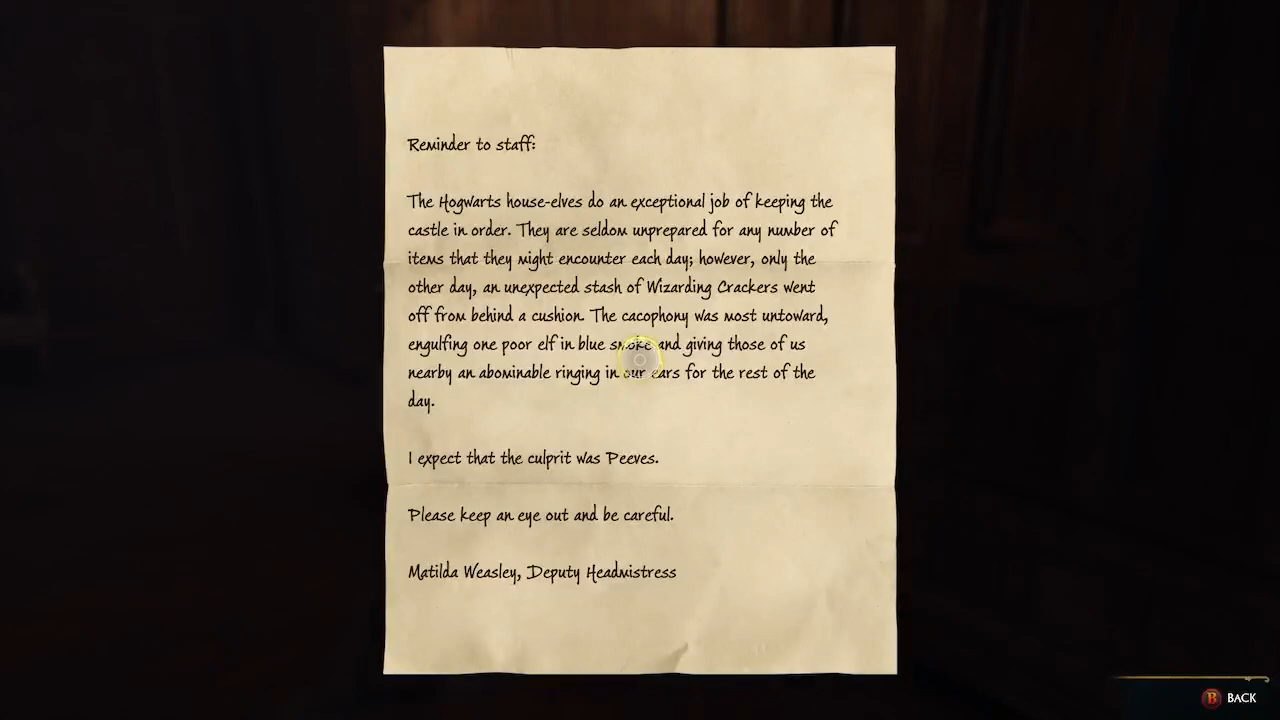 Reminder to staff:
The Hogwarts house-elves do an exceptional job of keeping the
castle in order. They are seldom unprepared for any number of
items that they might encounter each day; however, only the
other day, an unexpected stash of Wizarding Crackers went
off from behind a cushion. The cacophony was most untoward,
engulfing one poor elf in blue smoke and giving those of us
nearby an abominable ringing in our ears for the rest of the
day.
I expect that the culprit was Peeves.
Please keep an eye out and be careful.
Matilda Weasley, Deputy Headmistress
B BACK